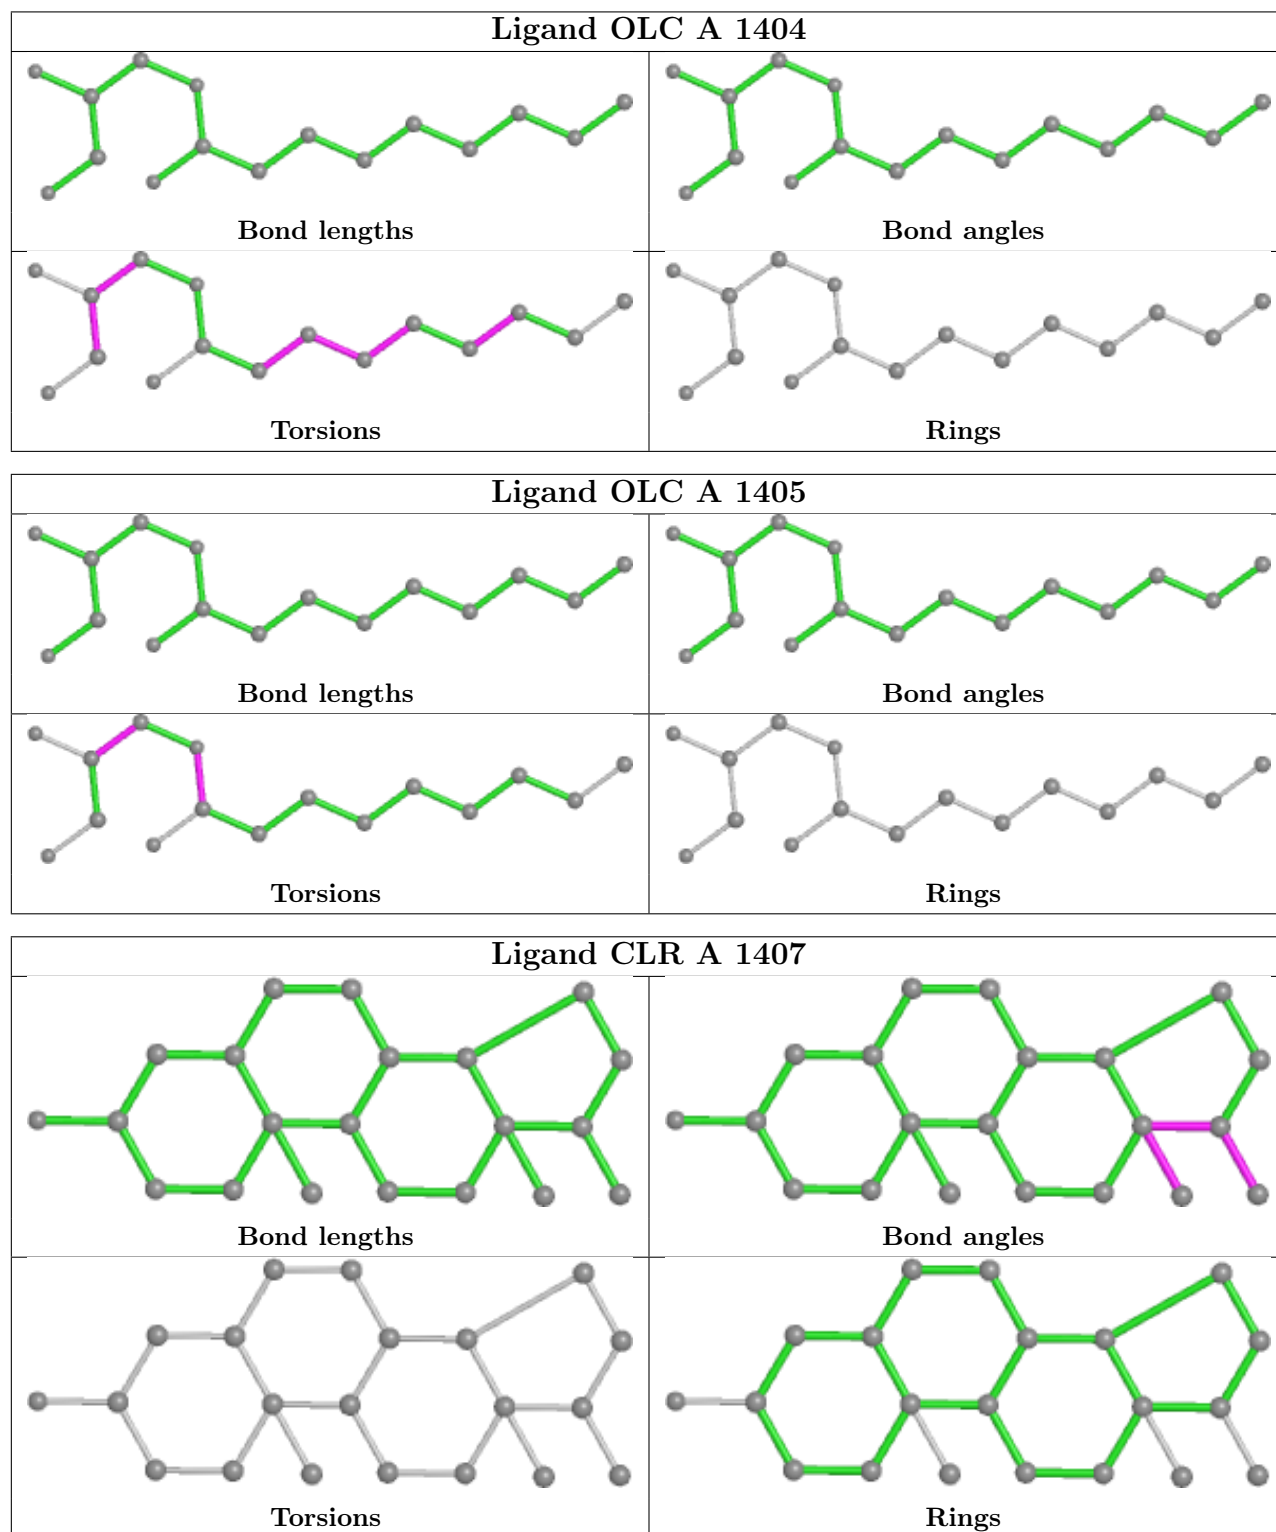 Ligand OLC A 1404
Bond lengths
Bond angles
Torsions
Rings
Ligand OLC A 1405
Bond lengths
Bond angles
Torsions
Rings
Ligand CLR A 1407
Bond lengths
Bond angles
Torsions
Rings